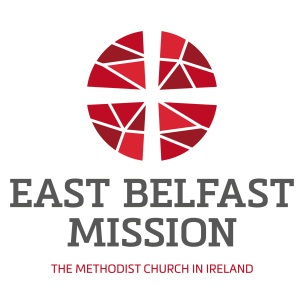 EAST BELFAST
MISSION
THE METHODIST CHURCH IN IRELAND